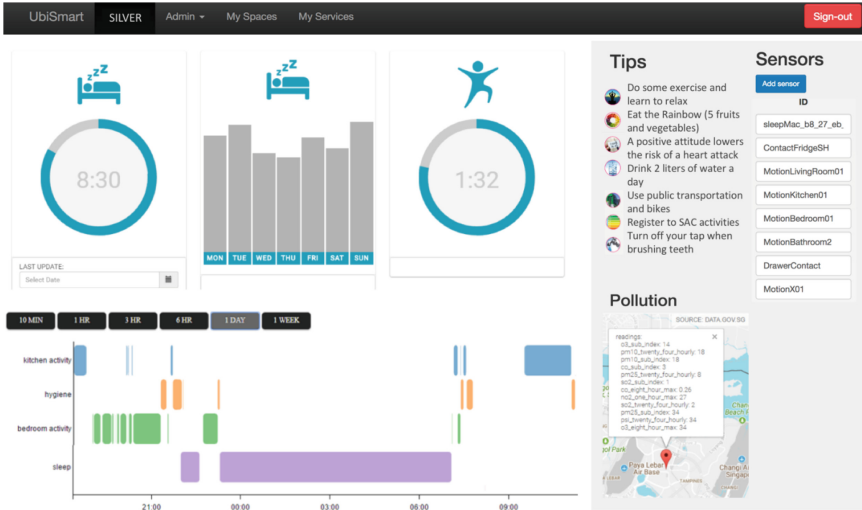 UbiSmart SILVER Admin My Spaces My Services Sign-out
8:30
LAST UPDATE:
Select Date
MON TUE WED THU FRI SAT SUN
1:32
Tips
Do some exercise and
learn to relax
Eat the Rainbow (5 fruits
and vegetables)
A positive attitude lowers
the risk of a heart attack
Drink 2 liters of water a
day
Use public transportation
and bikes
Register to SAC activities
Turn off your tap when
brushing teeth
Sensors
Add sensor
ID
sleepMac_b8_27_eb_
ContactFridgeSH
MotionLivingRoom01
MotionKitchen01
MotionBedroom01
MotionBathroom2
DrawerContact
MotionX01
10 MIN 1 HR 3 HR 6 HR 1 DAY 1 WEEK
kitchen activity
hygiene
bedroom activity
sleep
21:00 00:00 03:00 06:00 09:00
Pollution
SOURCE: DATA.GOV.SG
readings:
o3_sub_index: 14
pm10_twenty_four_hourly: 18
pm10_sub_index: 18
co_sub_index: 3
pm25_twenty_four_hourly: 8
so2_sub_index: 1
co_eight_hour_max: 0.26
no2_one_hour_max: 27
so2_twenty_four_hourly: 2
pm25_sub_index: 34
psi_twenty_four_hourly: 34
o3_eight_hour_max: 34
Paya Lebar
Air Base
TAMPINES